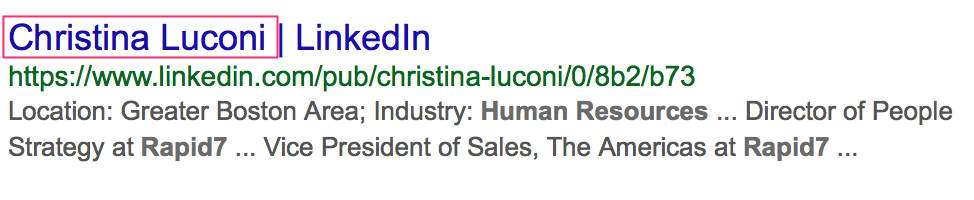 Christina Luconi | LinkedIn
https://www.linkedin.com/pub/christina-luconi/0/8b2/b73
Location: Greater Boston Area; Industry: Human Resources ... Director of People
Strategy at Rapid7 ... Vice President of Sales, The Americas at Rapid7 ...